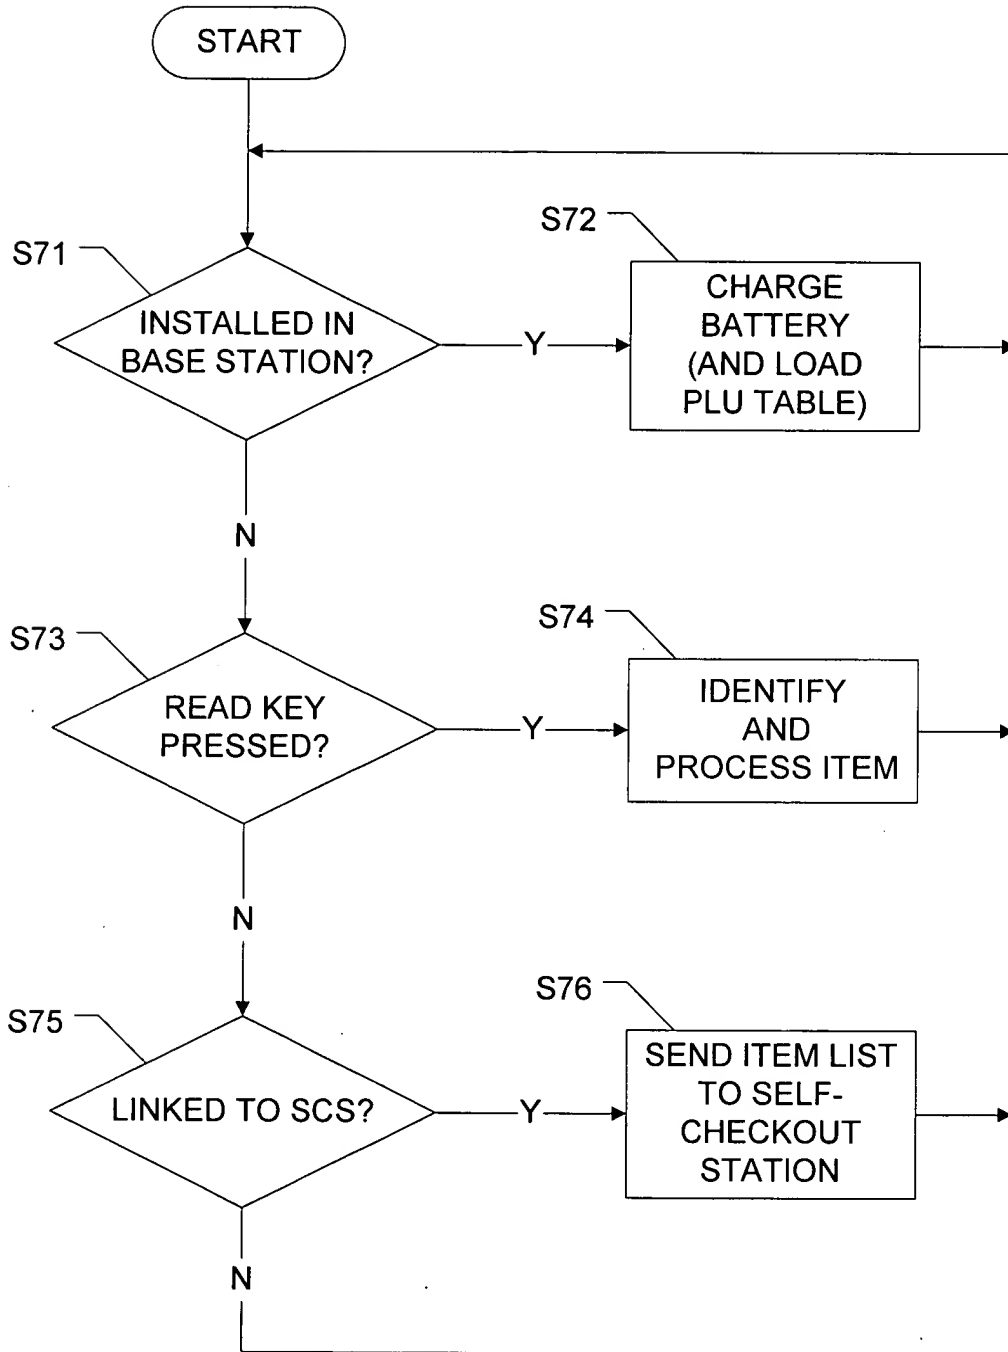 START
S71
INSTALLED IN
BASE STATION?
Y
S72
CHARGE
BATTERY
(AND LOAD
PLU TABLE)
N
S73
READ KEY
PRESSED?
Y
S74
IDENTIFY
AND
PROCESS ITEM
N
S75
LINKED TO SCS?
Y
S76
SEND ITEM LIST
TO SELF-
CHECKOUT
STATION
N